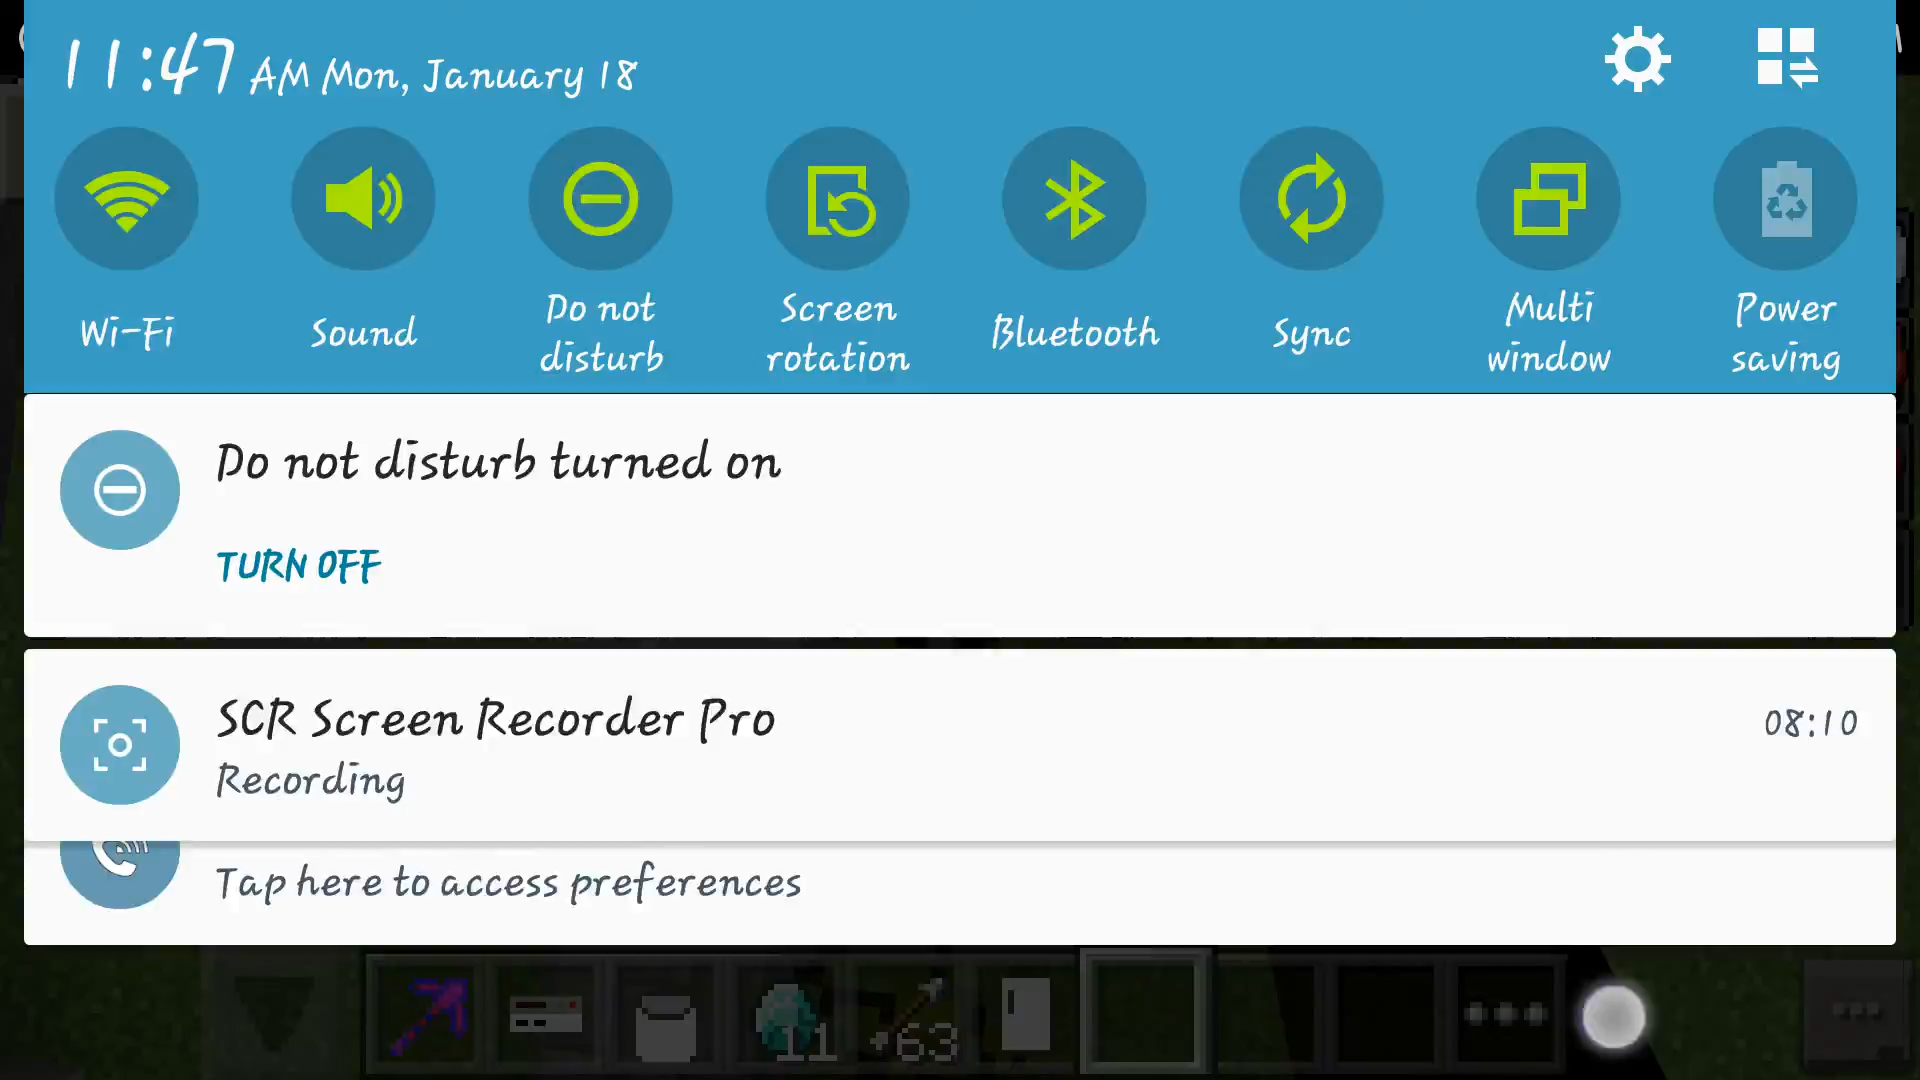 11:47 AM Mon, January 18
Wi-Fi
Sound
Do not
disturb
Screen
rotation
Bluetooth
Sync
Multi
window
Power
saving
Do not disturb turned on
TURN OFF
SCR Screen Recorder Pro
08:10
Recording
Tap here to access preferences
11
63